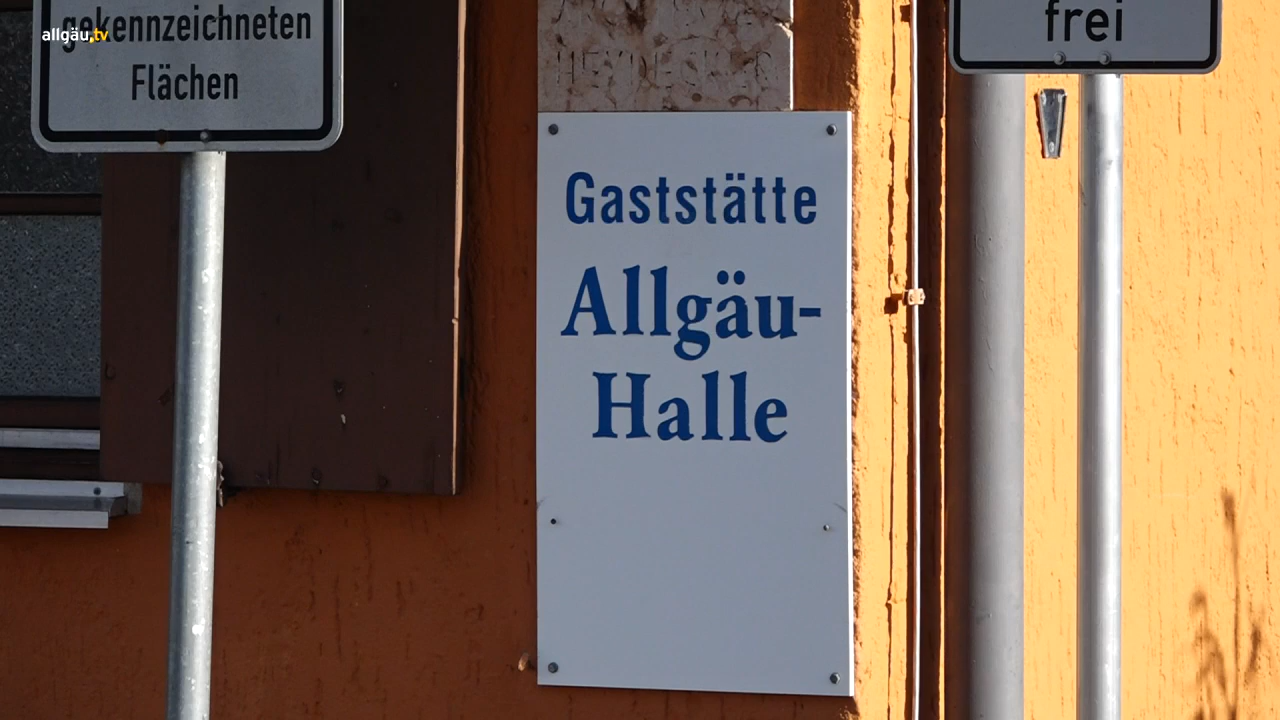 allgäu.tv
gekennzeichneten
Flächen
frei
Gaststätte
Allgäu-
Halle